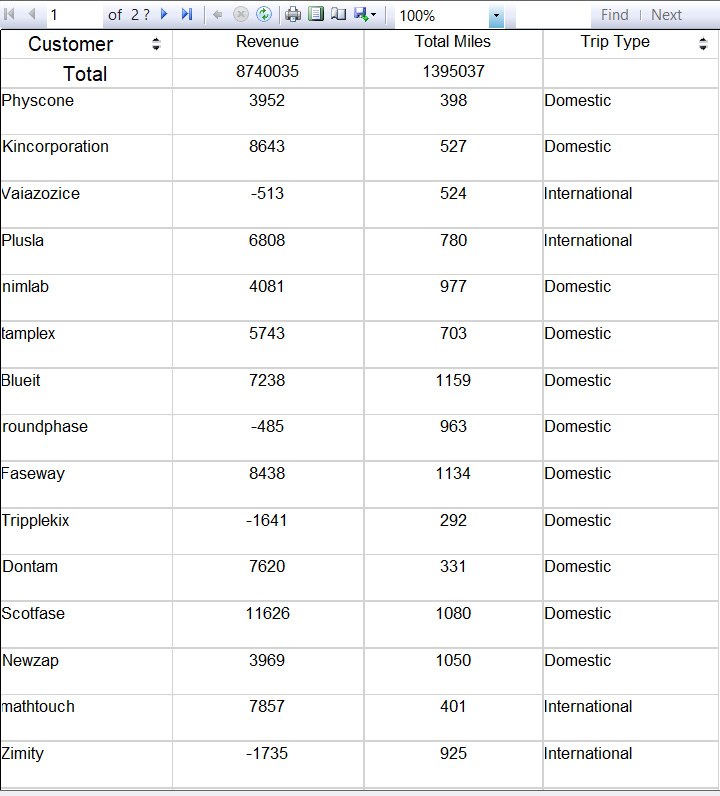 1 of 2 ? 100% Find | Next
Customer Revenue Total Miles Trip Type
Total 8740035 1395037
Physcone 3952 398 Domestic
Kincorporation 8643 527 Domestic
Vaiazozice -513 524 International
Plusla 6808 780 International
nimlab 4081 977 Domestic
tamplex 5743 703 Domestic
Blueit 7238 1159 Domestic
roundphase -485 963 Domestic
Faseway 8438 1134 Domestic
Tripplekix -1641 292 Domestic
Dontam 7620 331 Domestic
Scotfase 11626 1080 Domestic
Newzap 3969 1050 Domestic
mathtouch 7857 401 International
Zimity -1735 925 International